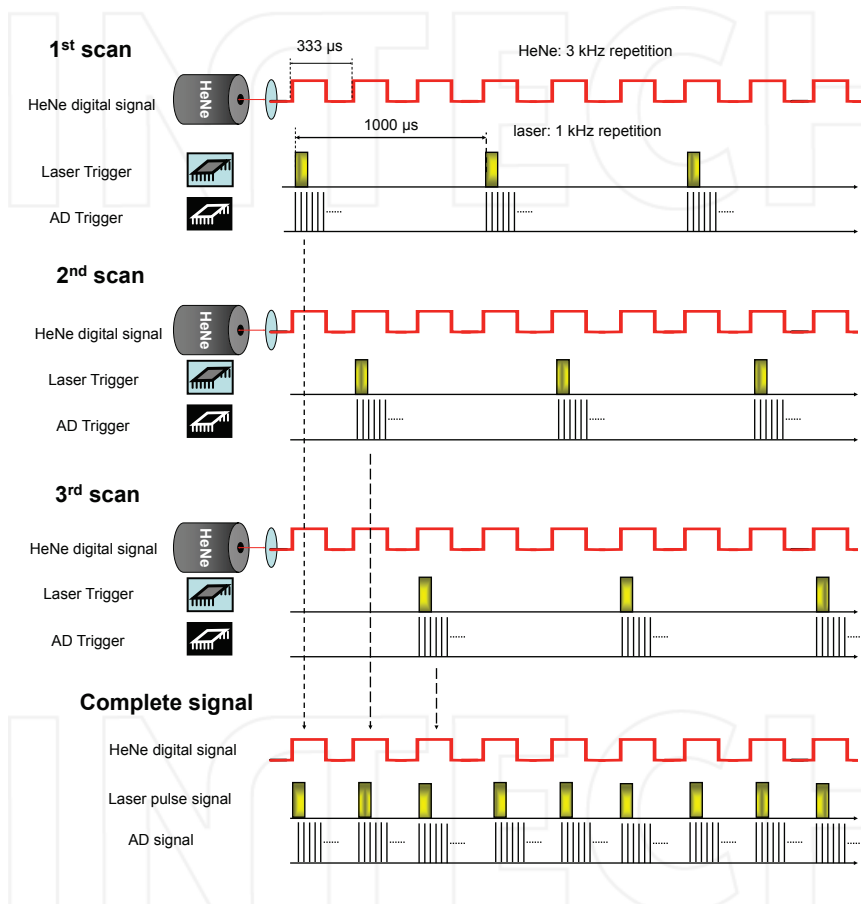 INTECH
1st scan
333 µs
HeNe: 3 kHz repetition
HeNe
HeNe digital signal
1000 µs
laser: 1 kHz repetition
Laser Trigger
AD Trigger
......
......
......
2nd scan
HeNe
HeNe digital signal
Laser Trigger
AD Trigger
......
......
......
3rd scan
HeNe
HeNe digital signal
Laser Trigger
AD Trigger
......
......
......
Complete signal
HeNe digital signal
Laser pulse signal
AD signal
......
......
......
......
......
......
......
......
......
INTECH